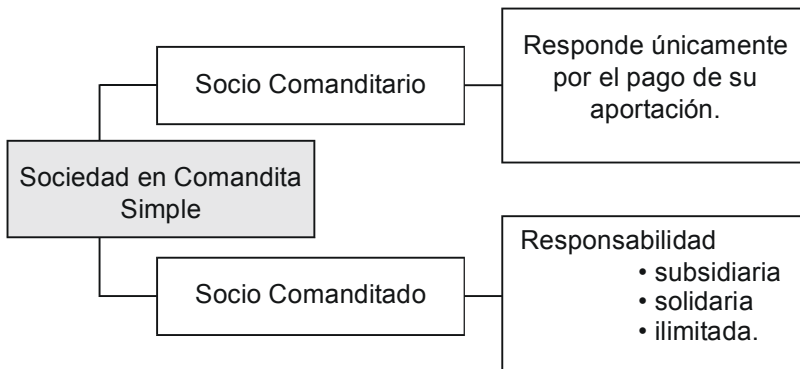 Socio Comanditario
Responde únicamente
por el pago de su
aportación.
Sociedad en Comandita
Simple
Socio Comanditado
Responsabilidad
• subsidiaria
• solidaria
• ilimitada.